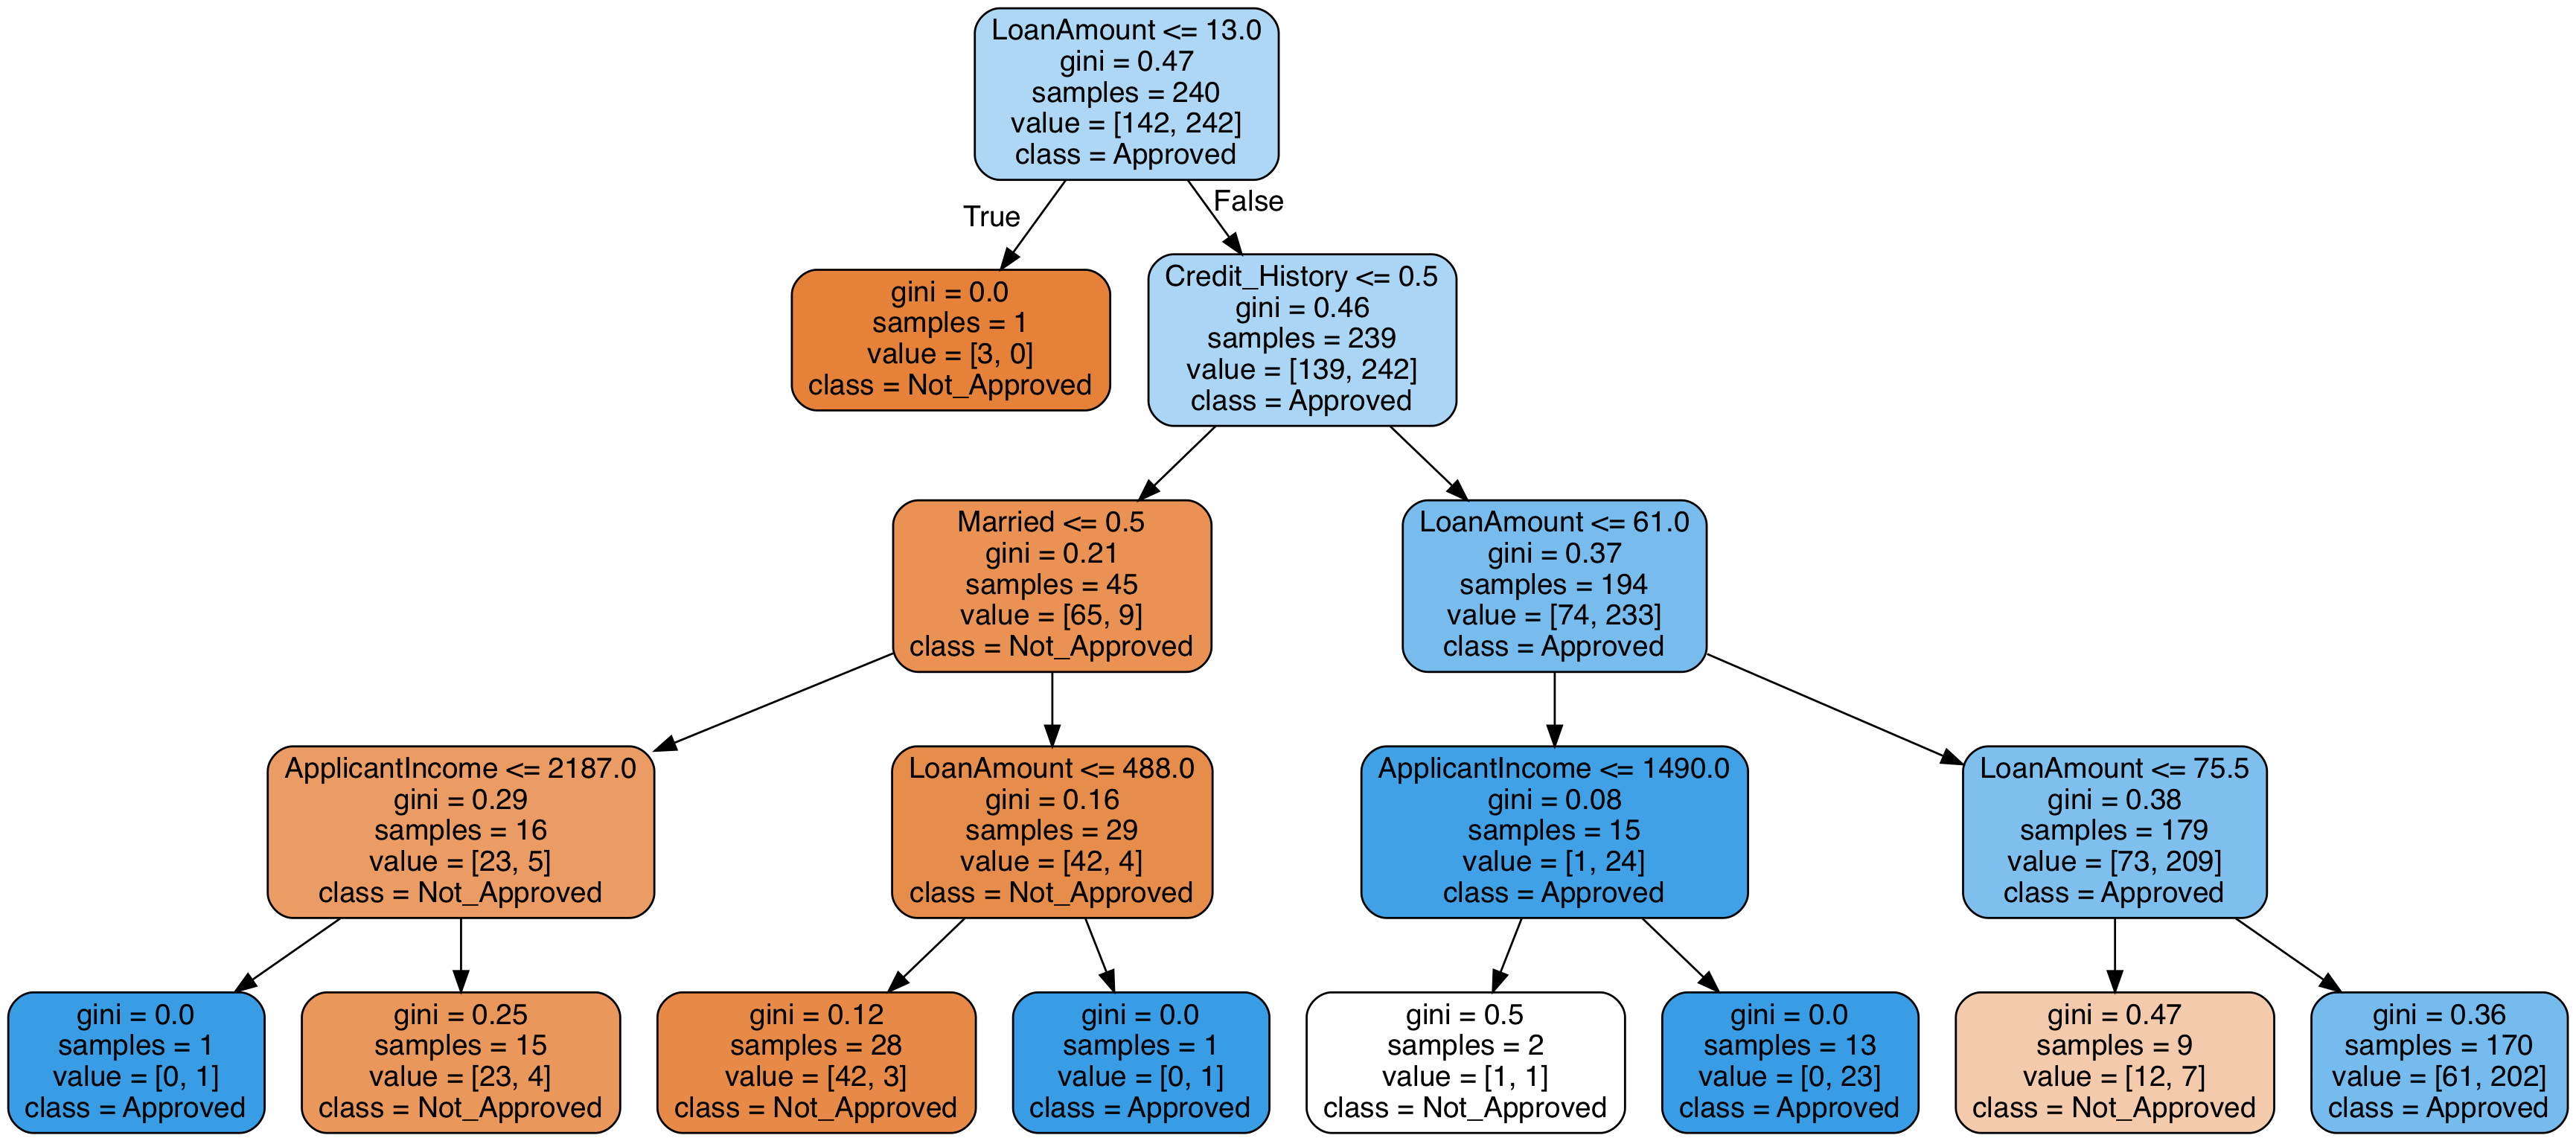 LoanAmount <= 13.0
gini = 0.47
samples = 240
value = [142, 242]
class = Approved
True
False
gini = 0.0
samples = 1
value = [3, 0]
class = Not_Approved
Credit_History <= 0.5
gini = 0.46
samples = 239
value = [139, 242]
class = Approved
Married <= 0.5
gini = 0.21
samples = 45
value = [65, 9]
class = Not_Approved
LoanAmount <= 61.0
gini = 0.37
samples = 194
value = [74, 233]
class = Approved
ApplicantIncome <= 2187.0
gini = 0.29
samples = 16
value = [23, 5]
class = Not_Approved
LoanAmount <= 488.0
gini = 0.16
samples = 29
value = [42, 4]
class = Not_Approved
ApplicantIncome <= 1490.0
gini = 0.08
samples = 15
value = [1, 24]
class = Approved
LoanAmount <= 75.5
gini = 0.38
samples = 179
value = [73, 209]
class = Approved
gini = 0.0
samples = 1
value = [0, 1]
class = Approved
gini = 0.25
samples = 15
value = [23, 4]
class = Not_Approved
gini = 0.12
samples = 28
value = [42, 3]
class = Not_Approved
gini = 0.0
samples = 1
value = [0, 1]
class = Approved
gini = 0.5
samples = 2
value = [1, 1]
class = Not_Approved
gini = 0.0
samples = 13
value = [0, 23]
class = Approved
gini = 0.47
samples = 9
value = [12, 7]
class = Not_Approved
gini = 0.36
samples = 170
value = [61, 202]
class = Approved